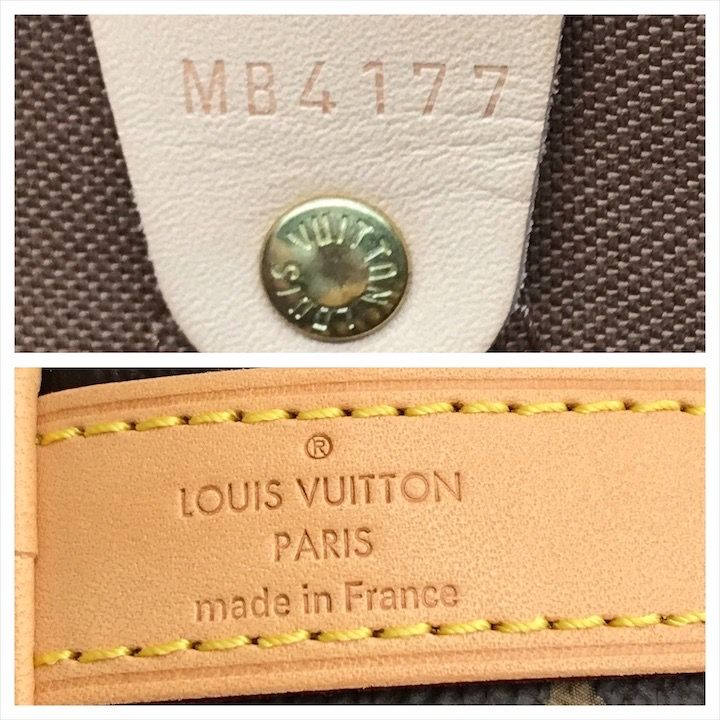 MB4177
LOUIS VUITTON
®
LOUIS VUITTON
PARIS
made in France